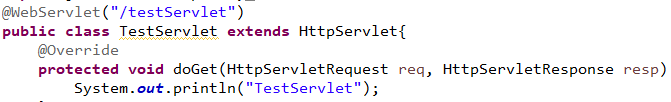 @WebServlet("/testServlet")
public class TestServlet extends HttpServlet{
@Override
protected void doGet(HttpServletRequest req, HttpServletResponse resp)
System.out.println("TestServlet");